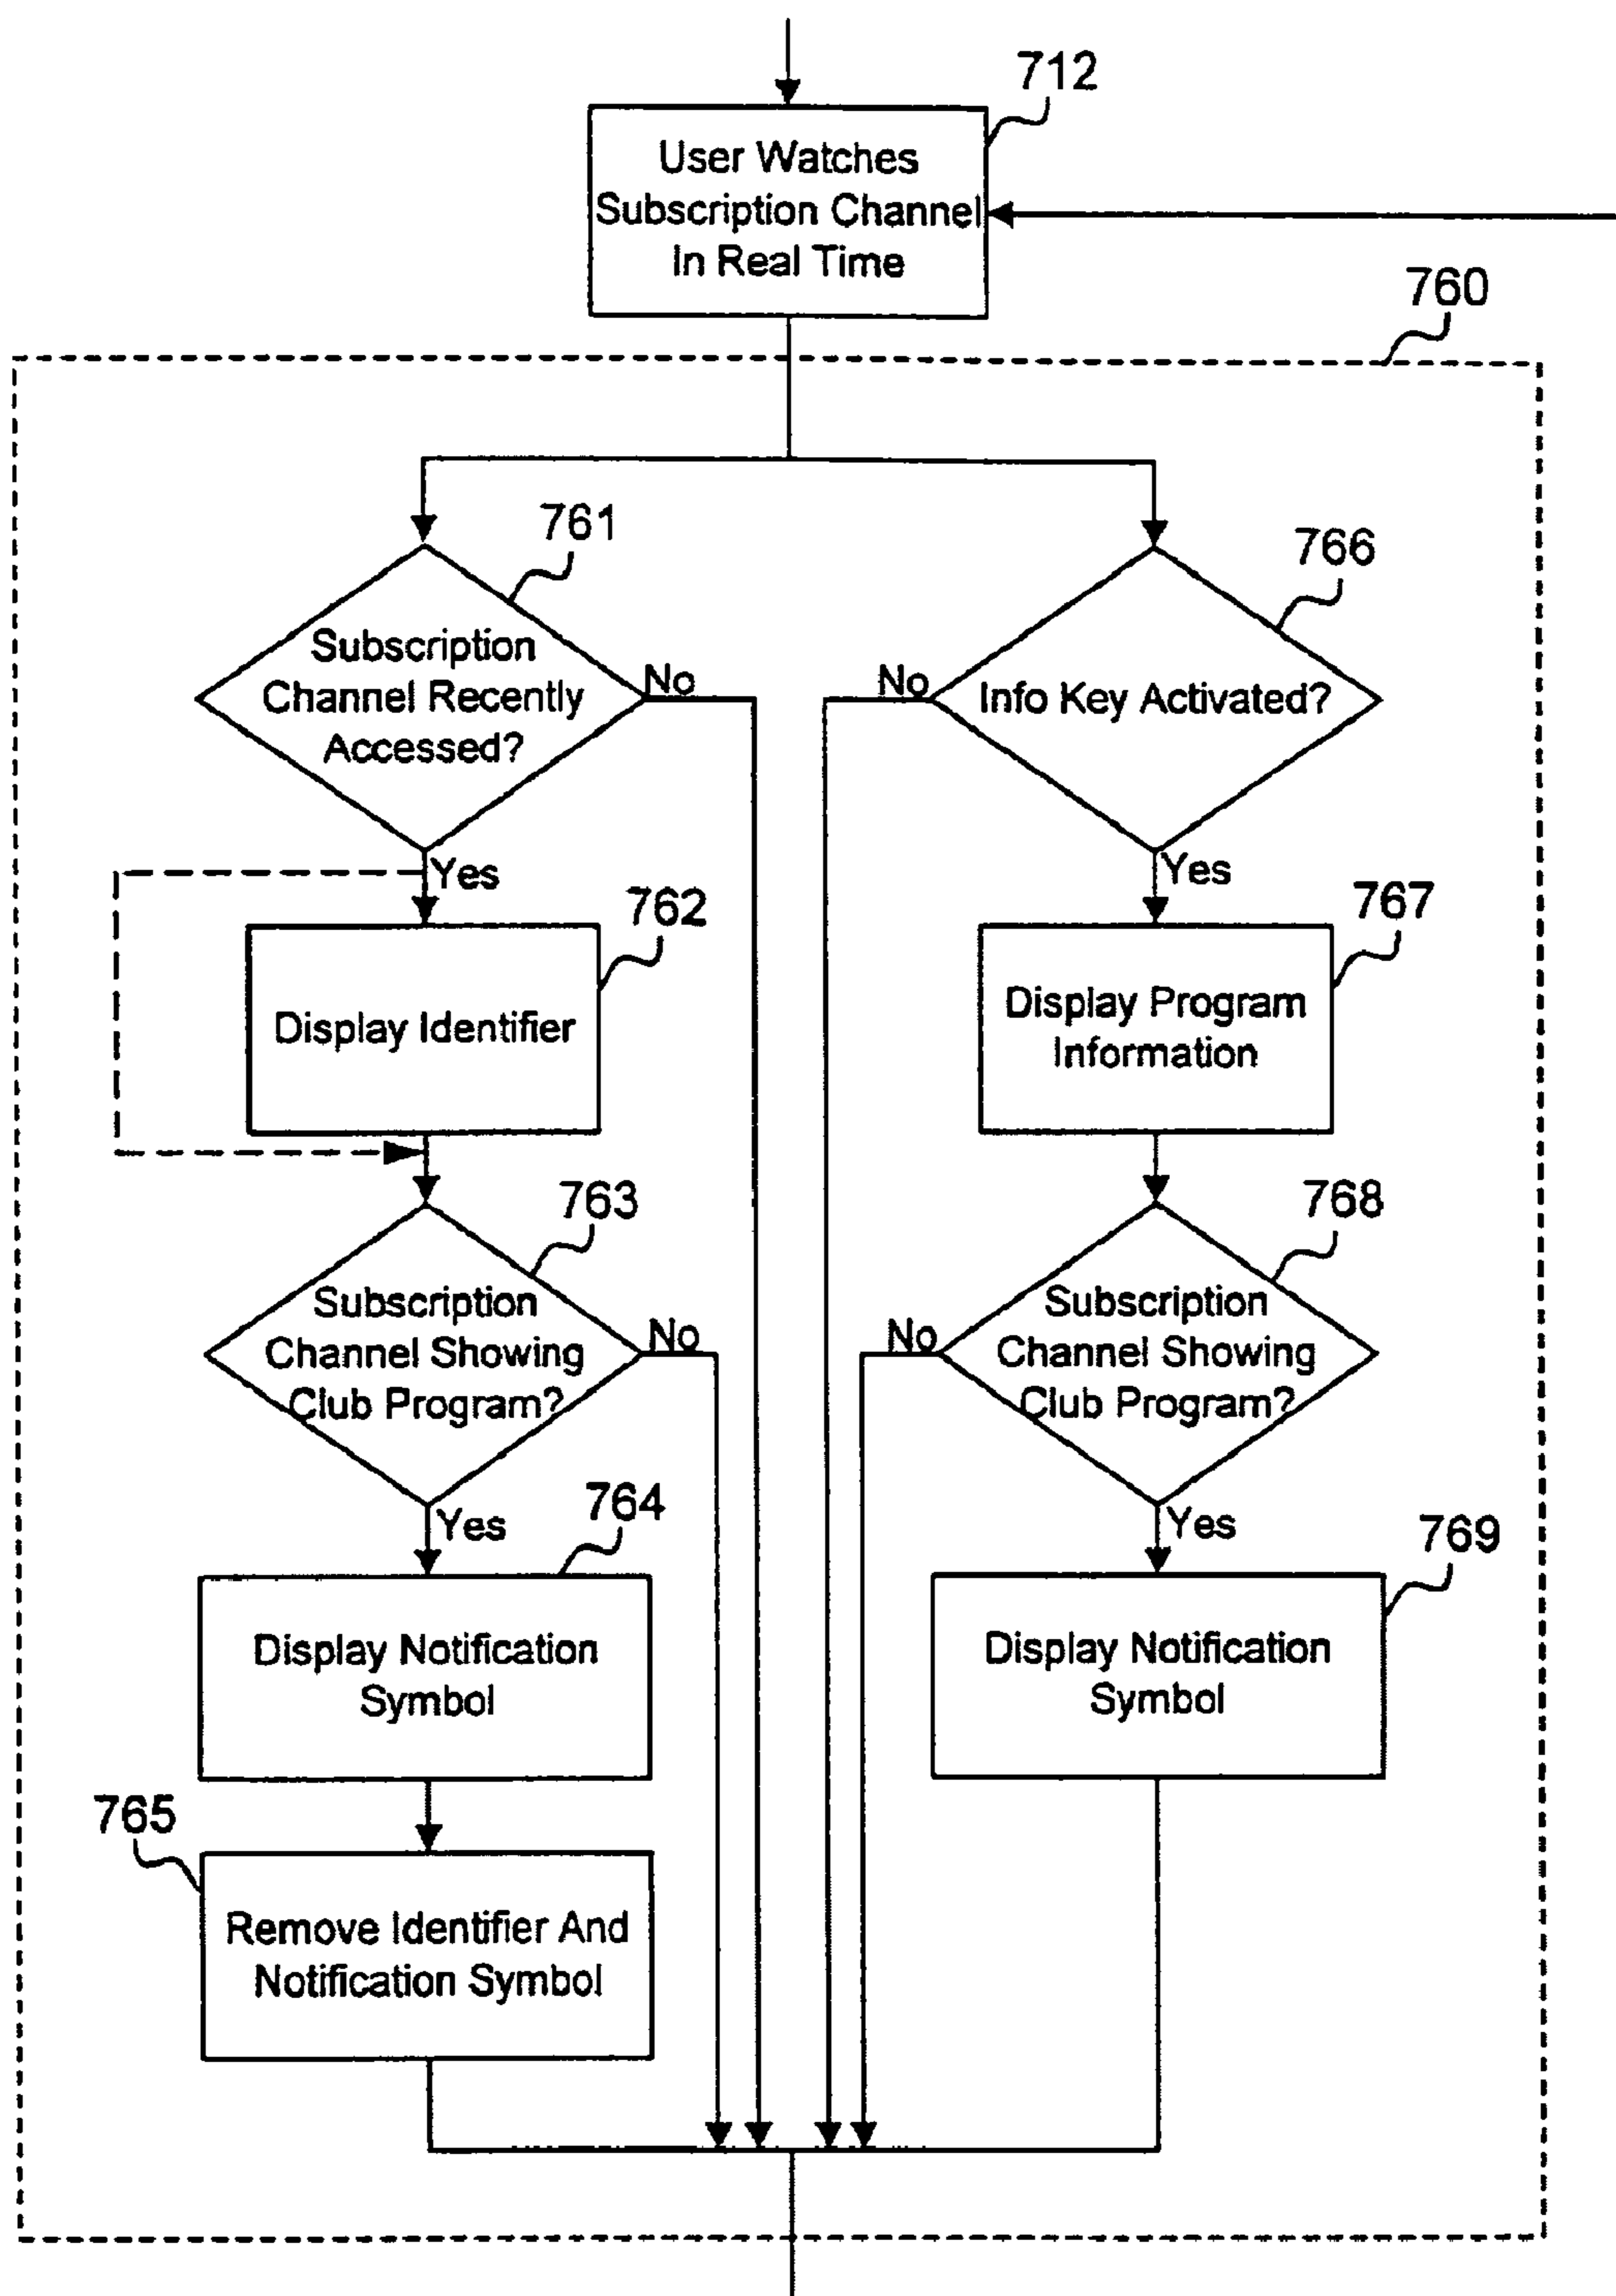 712
User Watches
Subscription Channel
In Real Time
760
761
Subscription
Channel Recently
Accessed?
No
Yes
762
Display Identifier
763
Subscription
Channel Showing
Club Program?
No
Yes
764
Display Notification
Symbol
765
Remove Identifier And
Notification Symbol
766
Info Key Activated?
No
Yes
767
Display Program
Information
768
Subscription
Channel Showing
Club Program?
No
Yes
769
Display Notification
Symbol